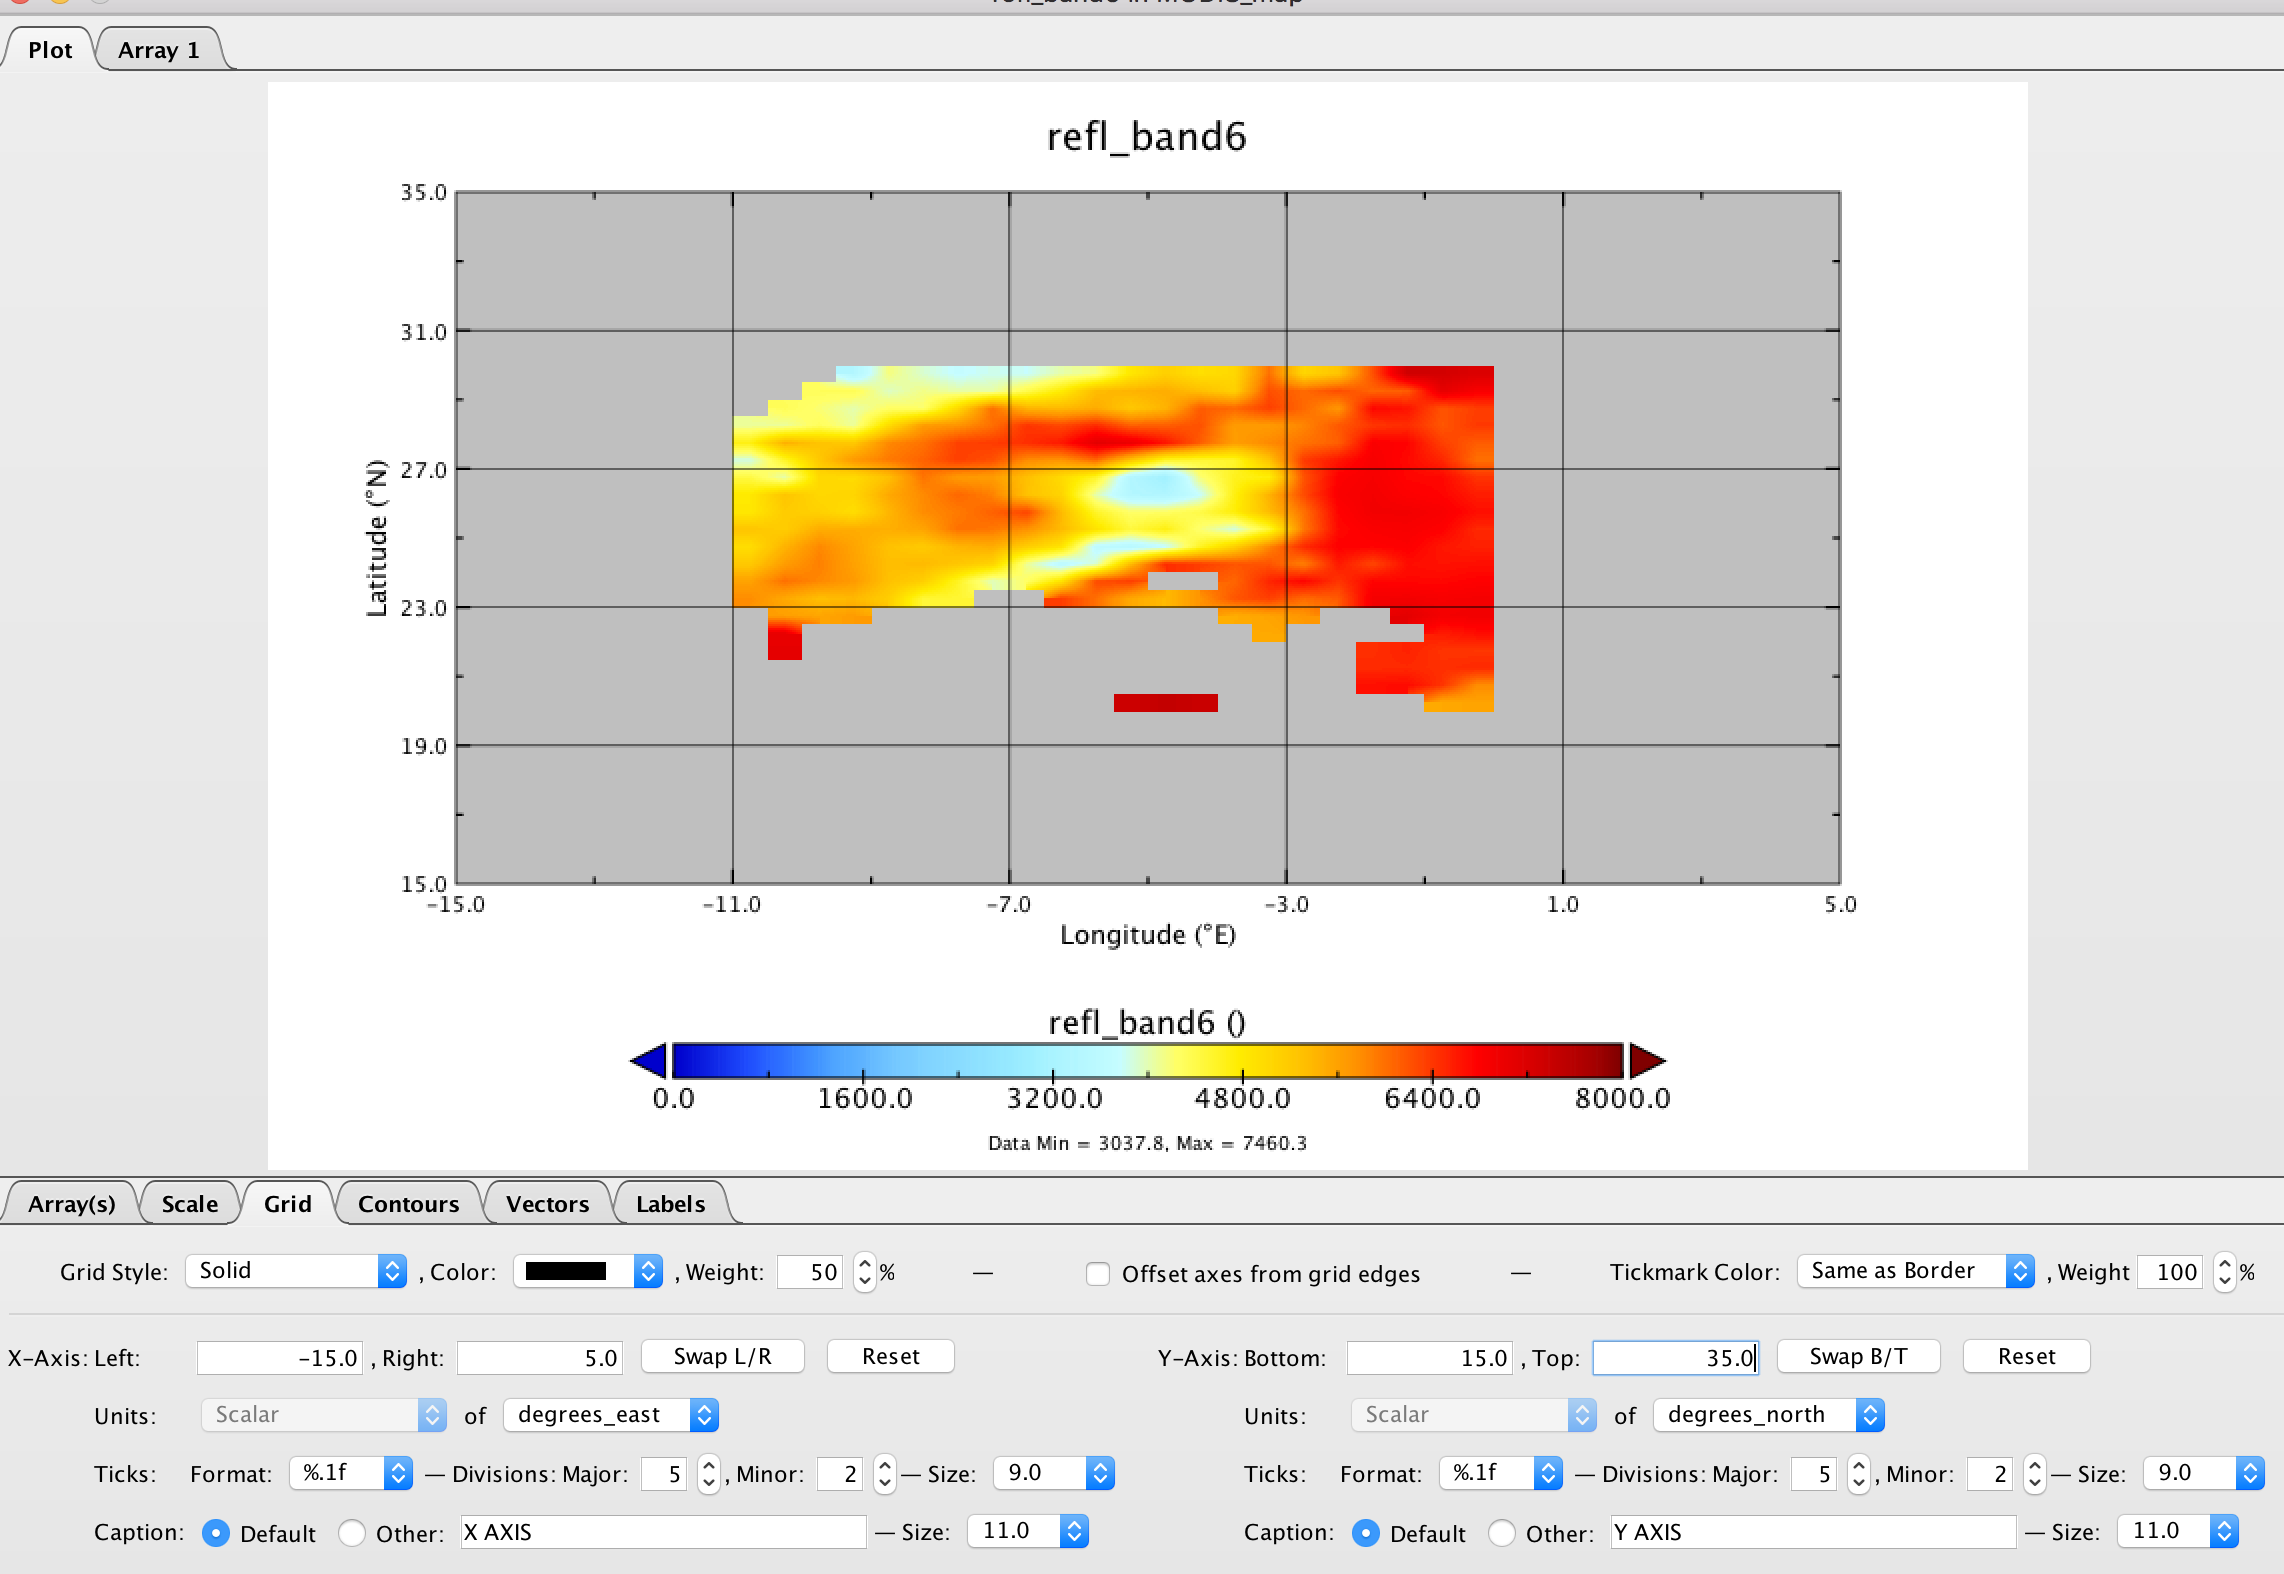 refl_band6 in MODIS_map
Plot Array 1
refl_band6
35.0
31.0
27.0
23.0
19.0
15.0
Latitude (°N)
-15.0 -11.0 -7.0 -3.0 1.0 5.0
Longitude (°E)
refl_band6 ()
0.0 1600.0 3200.0 4800.0 6400.0 8000.0
Data Min = 3037.8, Max = 7460.3
Array(s) Scale Grid Contours Vectors Labels
Grid Style: Solid , Color: , Weight: 50 % — Offset axes from grid edges — Tickmark Color: Same as Border , Weight 100 %
X-Axis: Left: -15.0 , Right: 5.0 Swap L/R Reset Y-Axis: Bottom: 15.0 , Top: 35.0 Swap B/T Reset
Units: Scalar of degrees_east Units: Scalar of degrees_north
Ticks: Format: %.1f — Divisions: Major: 5 , Minor: 2 — Size: 9.0 Ticks: Format: %.1f — Divisions: Major: 5 , Minor: 2 — Size: 9.0
Caption: Default Other: X AXIS — Size: 11.0 Caption: Default Other: Y AXIS — Size: 11.0